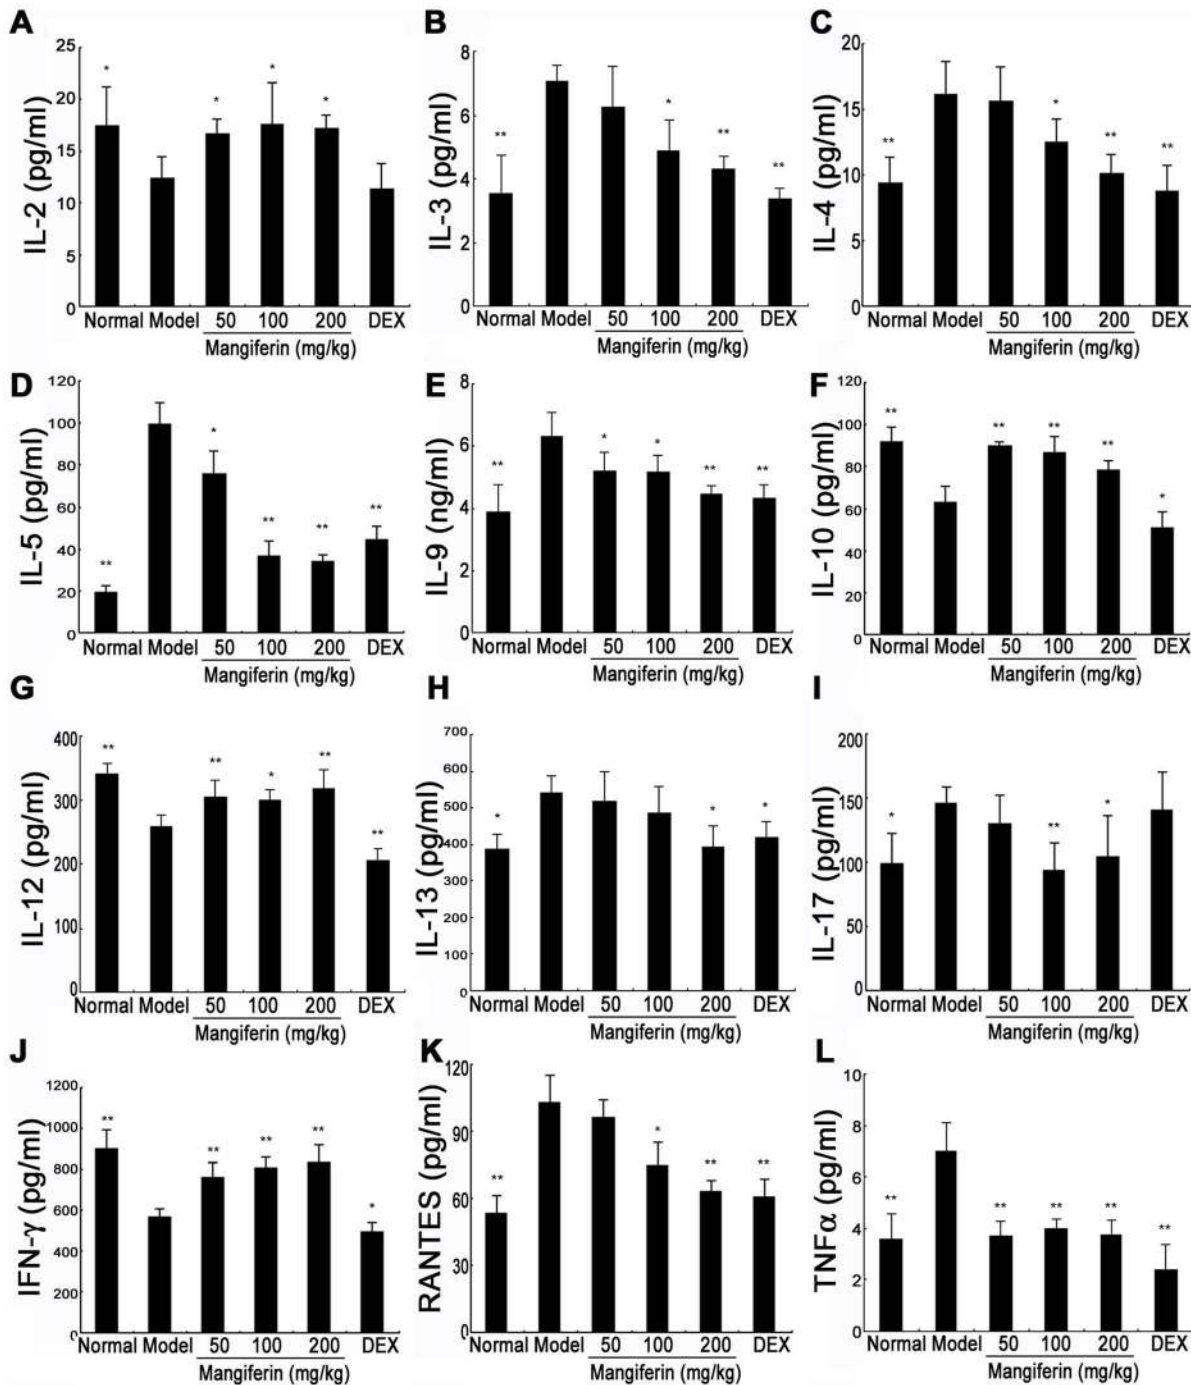 A
B
C
IL-2 (pg/ml)
25
20
15
10
5
0
* * * *
Normal Model 50 100 200 DEX
Mangiferin (mg/kg)
IL-3 (pg/ml)
8
6
4
2
0
** * ** **
Normal Model 50 100 200 DEX
Mangiferin (mg/kg)
IL-4 (pg/ml)
20
15
10
5
0
** * ** **
Normal Model 50 100 200 DEX
Mangiferin (mg/kg)
D
E
F
IL-5 (pg/ml)
120
100
80
60
40
20
0
** * ** ** **
Normal Model 50 100 200 DEX
Mangiferin (mg/kg)
IL-9 (ng/ml)
8
6
4
2
0
** * * ** **
Normal Model 50 100 200 DEX
Mangiferin (mg/kg)
IL-10 (pg/ml)
120
100
80
60
40
20
0
** ** ** ** *
Normal Model 50 100 200 DEX
Mangiferin (mg/kg)
G
H
I
IL-12 (pg/ml)
400
300
200
100
0
** ** * ** **
Normal Model 50 100 200 DEX
Mangiferin (mg/kg)
IL-13 (pg/ml)
700
600
500
400
300
200
100
0
* * *
Normal Model 50 100 200 DEX
Mangiferin (mg/kg)
IL-17 (pg/ml)
200
150
100
50
0
* ** *
Normal Model 50 100 200 DEX
Mangiferin (mg/kg)
J
K
L
IFN-γ (pg/ml)
1200
1000
800
600
400
200
0
** ** ** ** *
Normal Model 50 100 200 DEX
Mangiferin (mg/kg)
RANTES (pg/ml)
120
90
60
30
0
** * ** **
Normal Model 50 100 200 DEX
Mangiferin (mg/kg)
TNFα (pg/ml)
10
8
6
4
2
0
** ** ** ** **
Normal Model 50 100 200 DEX
Mangiferin (mg/kg)